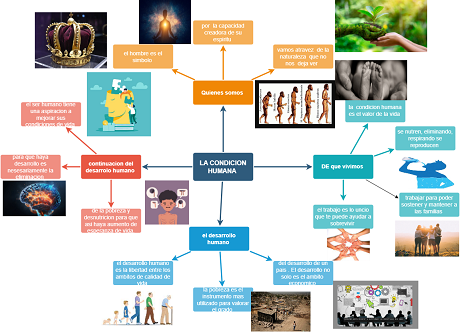 por la capacidad
creadora de su
espiritu
el hombre es el
simbolo
vamos atravez de la
naturaleza que no
nos deja ver
Quienes somos
la condicion humana
es el valor de la vida
el ser humano tiene
una aspiracion a
mejorar sus
condiciones de vida
se nutren, eliminando,
respirando se
reproducen
para que haya
desarrollo es
necesariamente la
eliminacion
continuacion del
desarrolo humano
LA CONDICION
HUMANA
DE que vivimos
trabajar para poder
sostener y mantener a
las familias
de la pobreza y
desnutricion para que
asi haya aumento de
esperanza de vida
el trabajo es lo unico
que le puede ayudar a
sobrevivir
el desarrollo
humano
el desarrollo humano
es la libertad entre los
ambitos de calidad de
vida
del desarrollo de un
pais . El desarrollo no
solo es el ambito
economico
la pobreza es el
instrumento mas
utilizado para valorar
el grado